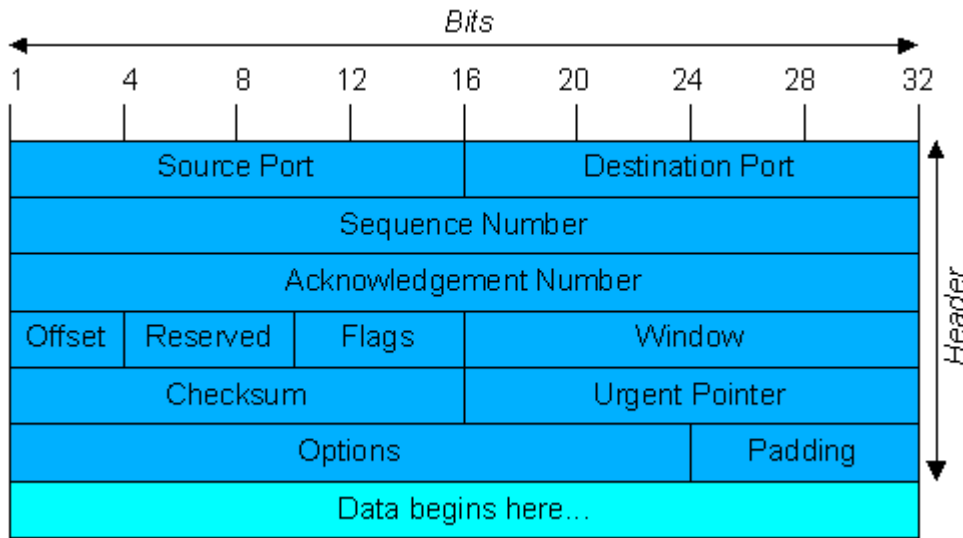 Bits
1 4 8 12 16 20 24 28 32
Source Port Destination Port
Sequence Number
Acknowledgement Number
Offset Reserved Flags Window
Checksum Urgent Pointer
Options Padding
Data begins here...
Header